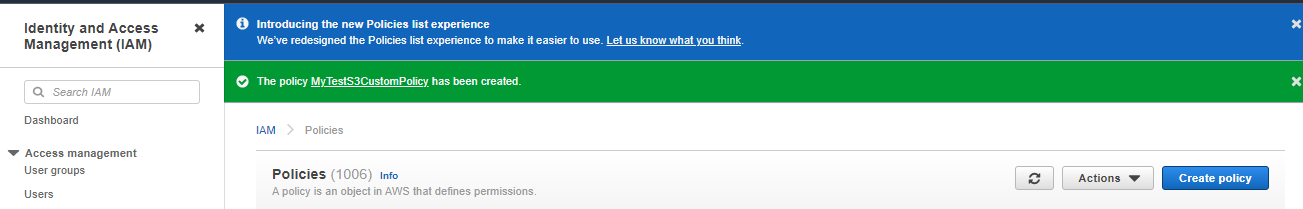 Identity and Access
Management (IAM)
Search IAM
Dashboard
Access management
User groups
Users
Introducing the new Policies list experience
We've redesigned the Policies list experience to make it easier to use. Let us know what you think.
The policy MyTestS3CustomPolicy has been created.
IAM Policies
Policies (1006) Info
A policy is an object in AWS that defines permissions.
Actions
Create policy